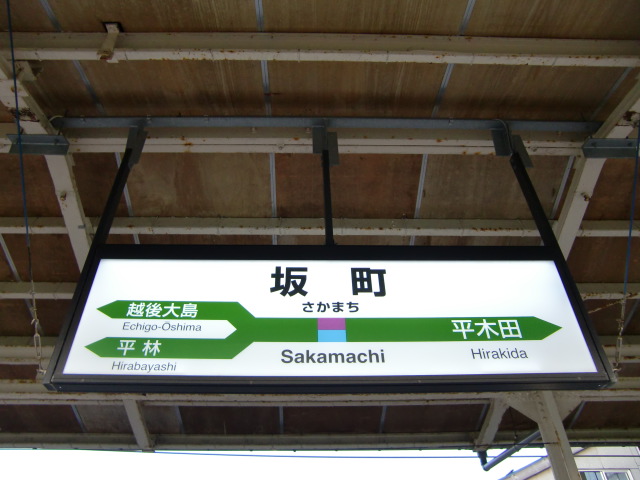 坂町
さかまち
越後大島
Echigo-Oshima
平林
Hirabayashi
Sakamachi
平木田
Hirakida